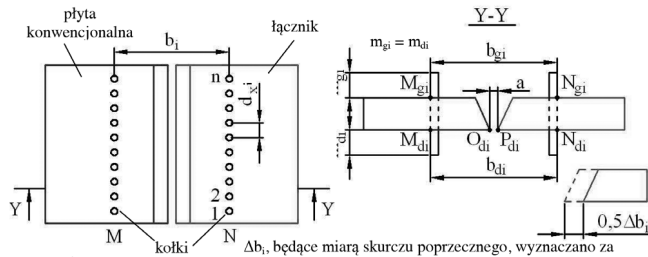 płyta
konwencjonalna
łącznik
b_i
n
d_xi
2
1
Y
Y
M
kołki
N
Y-Y
m_gi = m_di
b_gi
a
M_gi
N_gi
M_di
O_di
P_di
N_di
b_di
0,5Δb_i
Δb_i, będące miarą skurczu poprzecznego, wyznaczano za